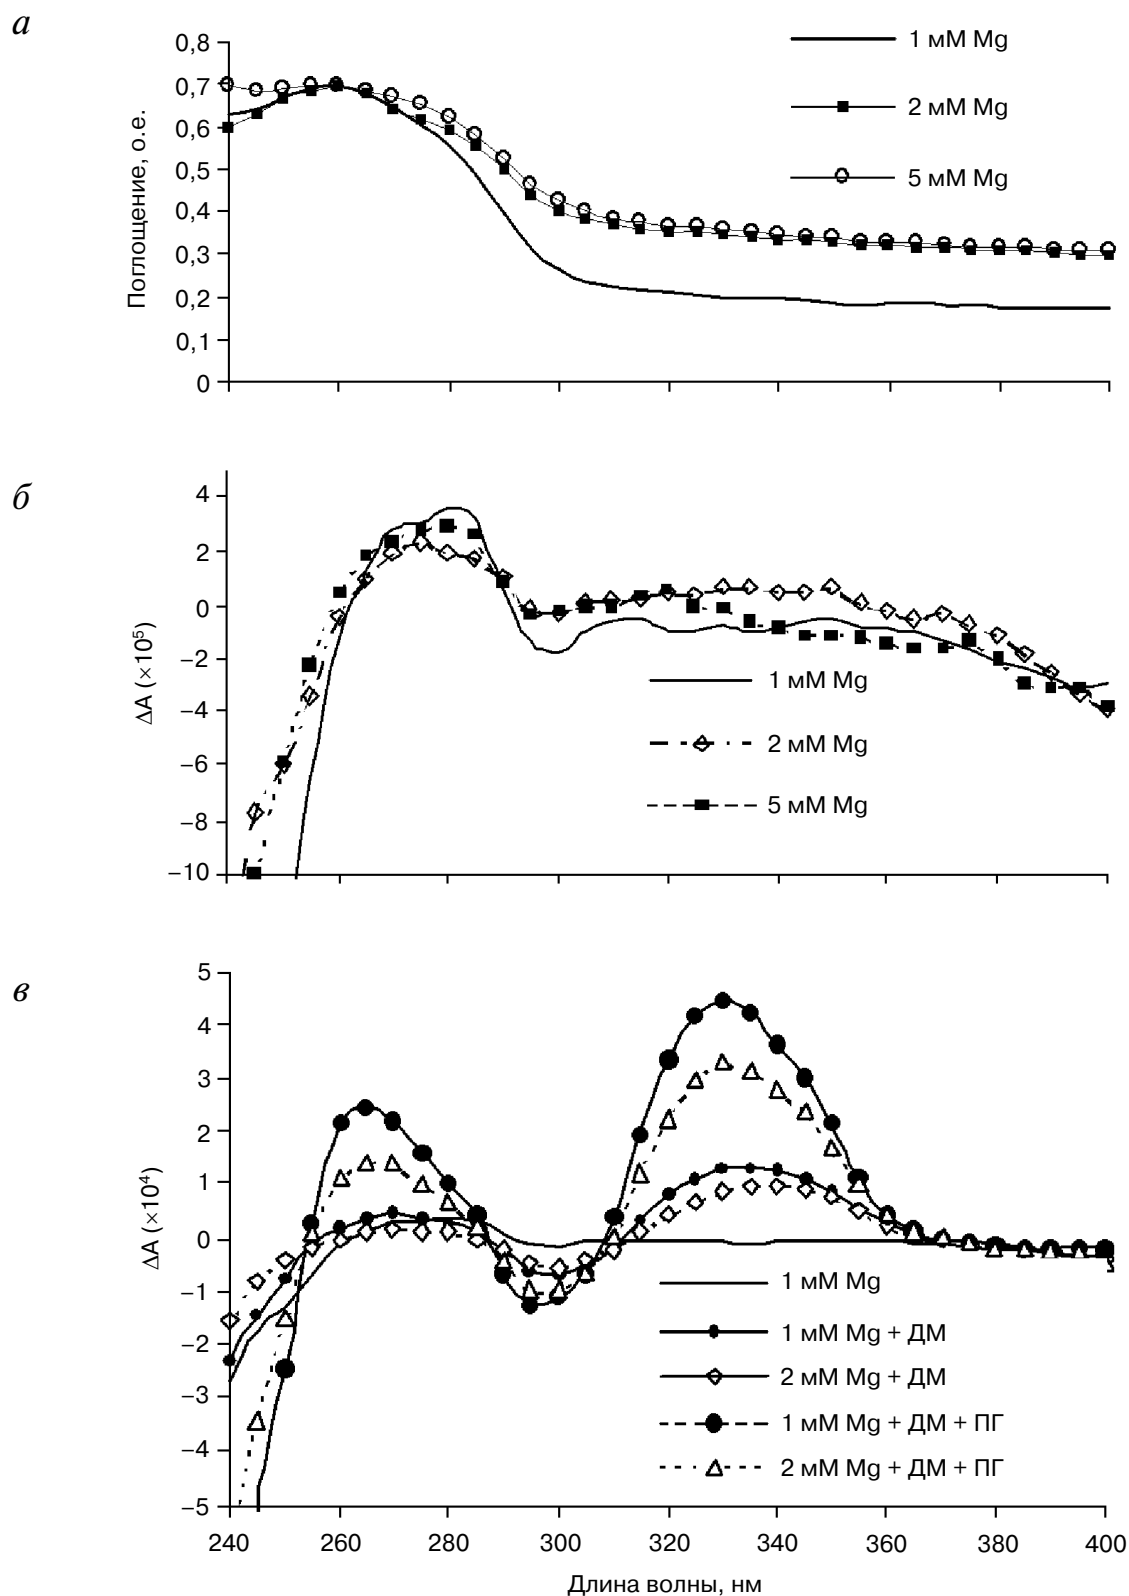 а
0,8
0,7
0,6
0,5
0,4
0,3
0,2
0,1
0
Поглощение, о.е.
1 мМ Mg
2 мМ Mg
5 мМ Mg
б
4
2
0
−2
−4
−6
−8
−10
ΔA (×10⁵)
1 мМ Mg
2 мМ Mg
5 мМ Mg
в
5
4
3
2
1
0
−1
−2
−3
−4
−5
ΔA (×10⁴)
1 мМ Mg
1 мМ Mg + ДМ
2 мМ Mg + ДМ
1 мМ Mg + ДМ + ПГ
2 мМ Mg + ДМ + ПГ
240 260 280 300 320 340 360 380 400
Длина волны, нм